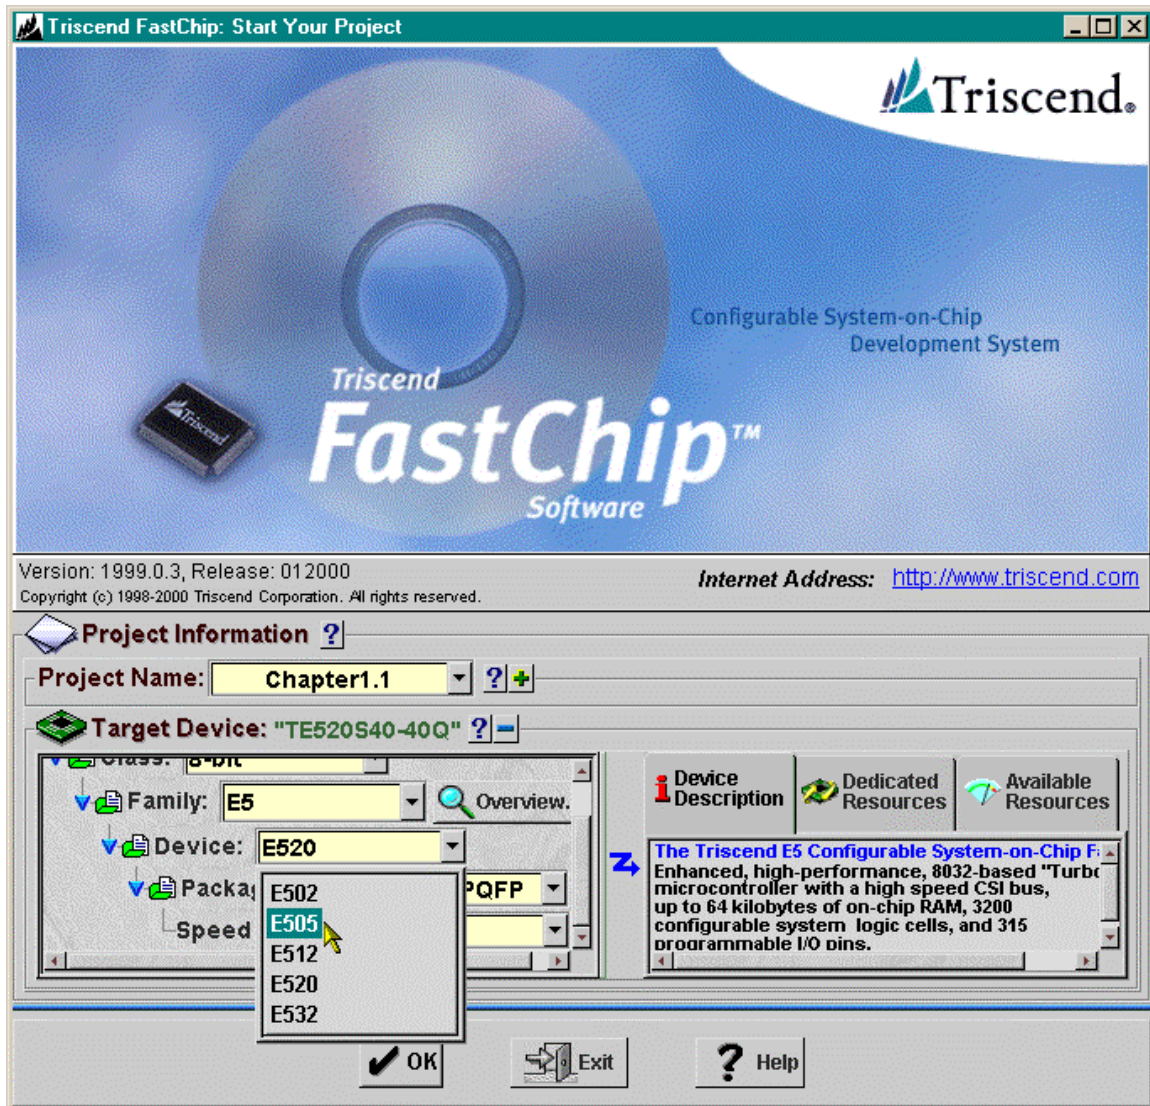 Triscend FastChip: Start Your Project
Triscend®
Configurable System-on-Chip
Development System
Triscend
Triscend
FastChip™
Software
Version: 1999.0.3, Release: 012000
Internet Address: http://www.triscend.com
Copyright (c) 1998-2000 Triscend Corporation. All rights reserved.
Project Information ?
Project Name: Chapter1.1 ? +
Target Device: "TE520S40-40Q" ? −
Class: 8-bit
Family: E5 Overview.
Device: E520
Packa PQFP
Speed
E502
E505
E512
E520
E532
Device
Description
Dedicated
Resources
Available
Resources
The Triscend E5 Configurable System-on-Chip F
Enhanced, high-performance, 8032-based "Turbo
microcontroller with a high speed CSI bus,
up to 64 kilobytes of on-chip RAM, 3200
configurable system logic cells, and 315
programmable I/O pins.
OK
Exit
? Help